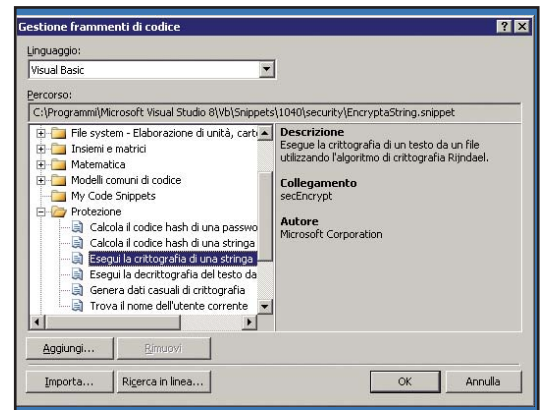 Gestione frammenti di codice
Linguaggio:
Visual Basic
Percorso:
C:\Programmi\Microsoft Visual Studio 8\Vb\Snippets\1040\security\EncryptaString.snippet
File system - Elaborazione di unità, carte
Insiemi e matrici
Matematica
Modelli comuni di codice
My Code Snippets
Protezione
Calcola il codice hash di una passwo
Calcola il codice hash di una stringa
Esegui la crittografia di una stringa
Esegui la decrittografia del testo da
Genera dati casuali di crittografia
Trova il nome dell'utente corrente
Descrizione
Esegue la crittografia di un testo da un file
utilizzando l'algoritmo di crittografia Rijndael.
Collegamento
secEncrypt
Autore
Microsoft Corporation
Aggiungi... Rimuovi
Importa... Ricerca in linea... OK Annulla